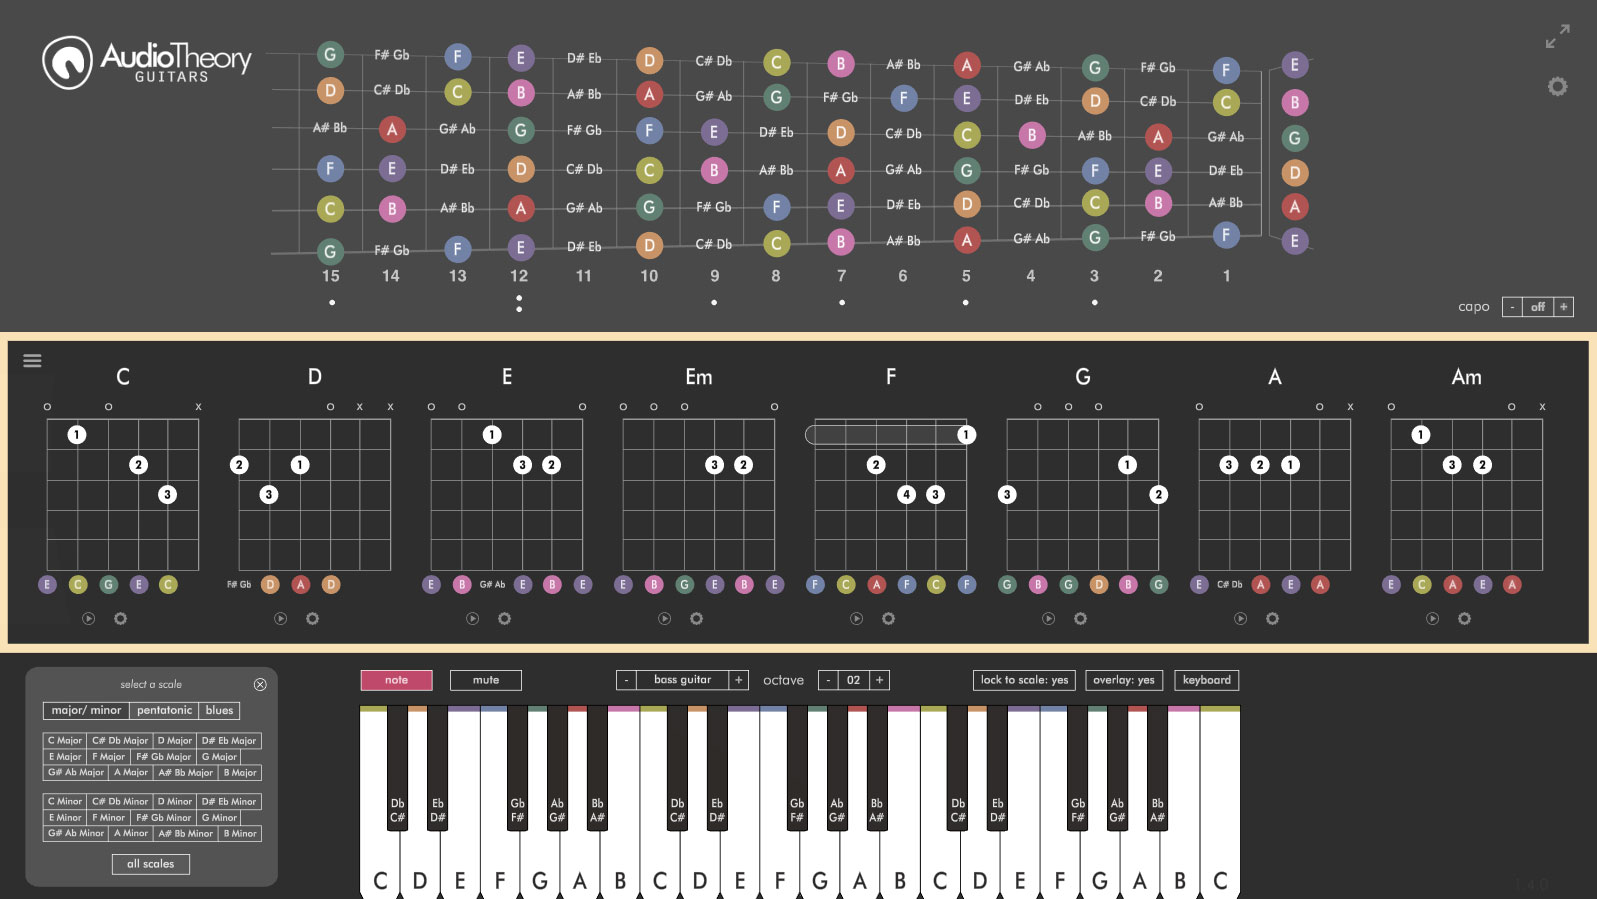 AudioTheory
GUITARS
G F# Gb F E D# Eb D C# Db C B A# Bb A G# Ab G F# Gb F E
D C# Db C B A# Bb A G# Ab G F# Gb F E D# Eb D C# Db C B
A# Bb A G# Ab G F# Gb F E D# Eb D C# Db C B A# Bb A G# Ab G
F E D# Eb D C# Db C B A# Bb A G# Ab G F# Gb F E D# Eb D
C B A# Bb A G# Ab G F# Gb F E D# Eb D C# Db C B A# Bb A
G F# Gb F E D# Eb D C# Db C B A# Bb A G# Ab G F# Gb F E
15 14 13 12 11 10 9 8 7 6 5 4 3 2 1
capo - off +
C D E Em F G A Am
o o x o x x o o o o o o o o o o o o x o o x
1 1 1 1 1
2 2 1 3 2 3 2 2 1 3 2 1 3 2
3 3 4 3 3 2
E C G E C F# Gb D A D E B G# Ab E B E E B G E B E F C A F C F G B G D B G E C# Db A E A E C A E A
select a scale
major/ minor pentatonic blues
C Major C# Db Major D Major D# Eb Major
E Major F Major F# Gb Major G Major
G# Ab Major A Major A# Bb Major B Major
C Minor C# Db Minor D Minor D# Eb Minor
E Minor F Minor F# Gb Minor G Minor
G# Ab Minor A Minor A# Bb Minor B Minor
all scales
note mute - bass guitar + octave - 02 + lock to scale: yes overlay: yes keyboard
Db Eb Gb Ab Bb Db Eb Gb Ab Bb Db Eb Gb Ab Bb
C# D# F# G# A# C# D# F# G# A# C# D# F# G# A#
C D E F G A B C D E F G A B C D E F G A B C
1.4.0